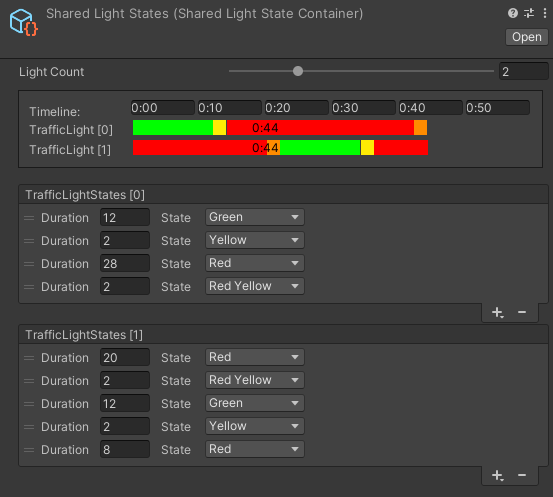 Shared Light States (Shared Light State Container)
Open
Light Count 2
Timeline: 0:00 0:10 0:20 0:30 0:40 0:50
TrafficLight [0] 0:44
TrafficLight [1] 0:44
TrafficLightStates [0]
Duration 12 State Green
Duration 2 State Yellow
Duration 28 State Red
Duration 2 State Red Yellow
TrafficLightStates [1]
Duration 20 State Red
Duration 2 State Red Yellow
Duration 12 State Green
Duration 2 State Yellow
Duration 8 State Red